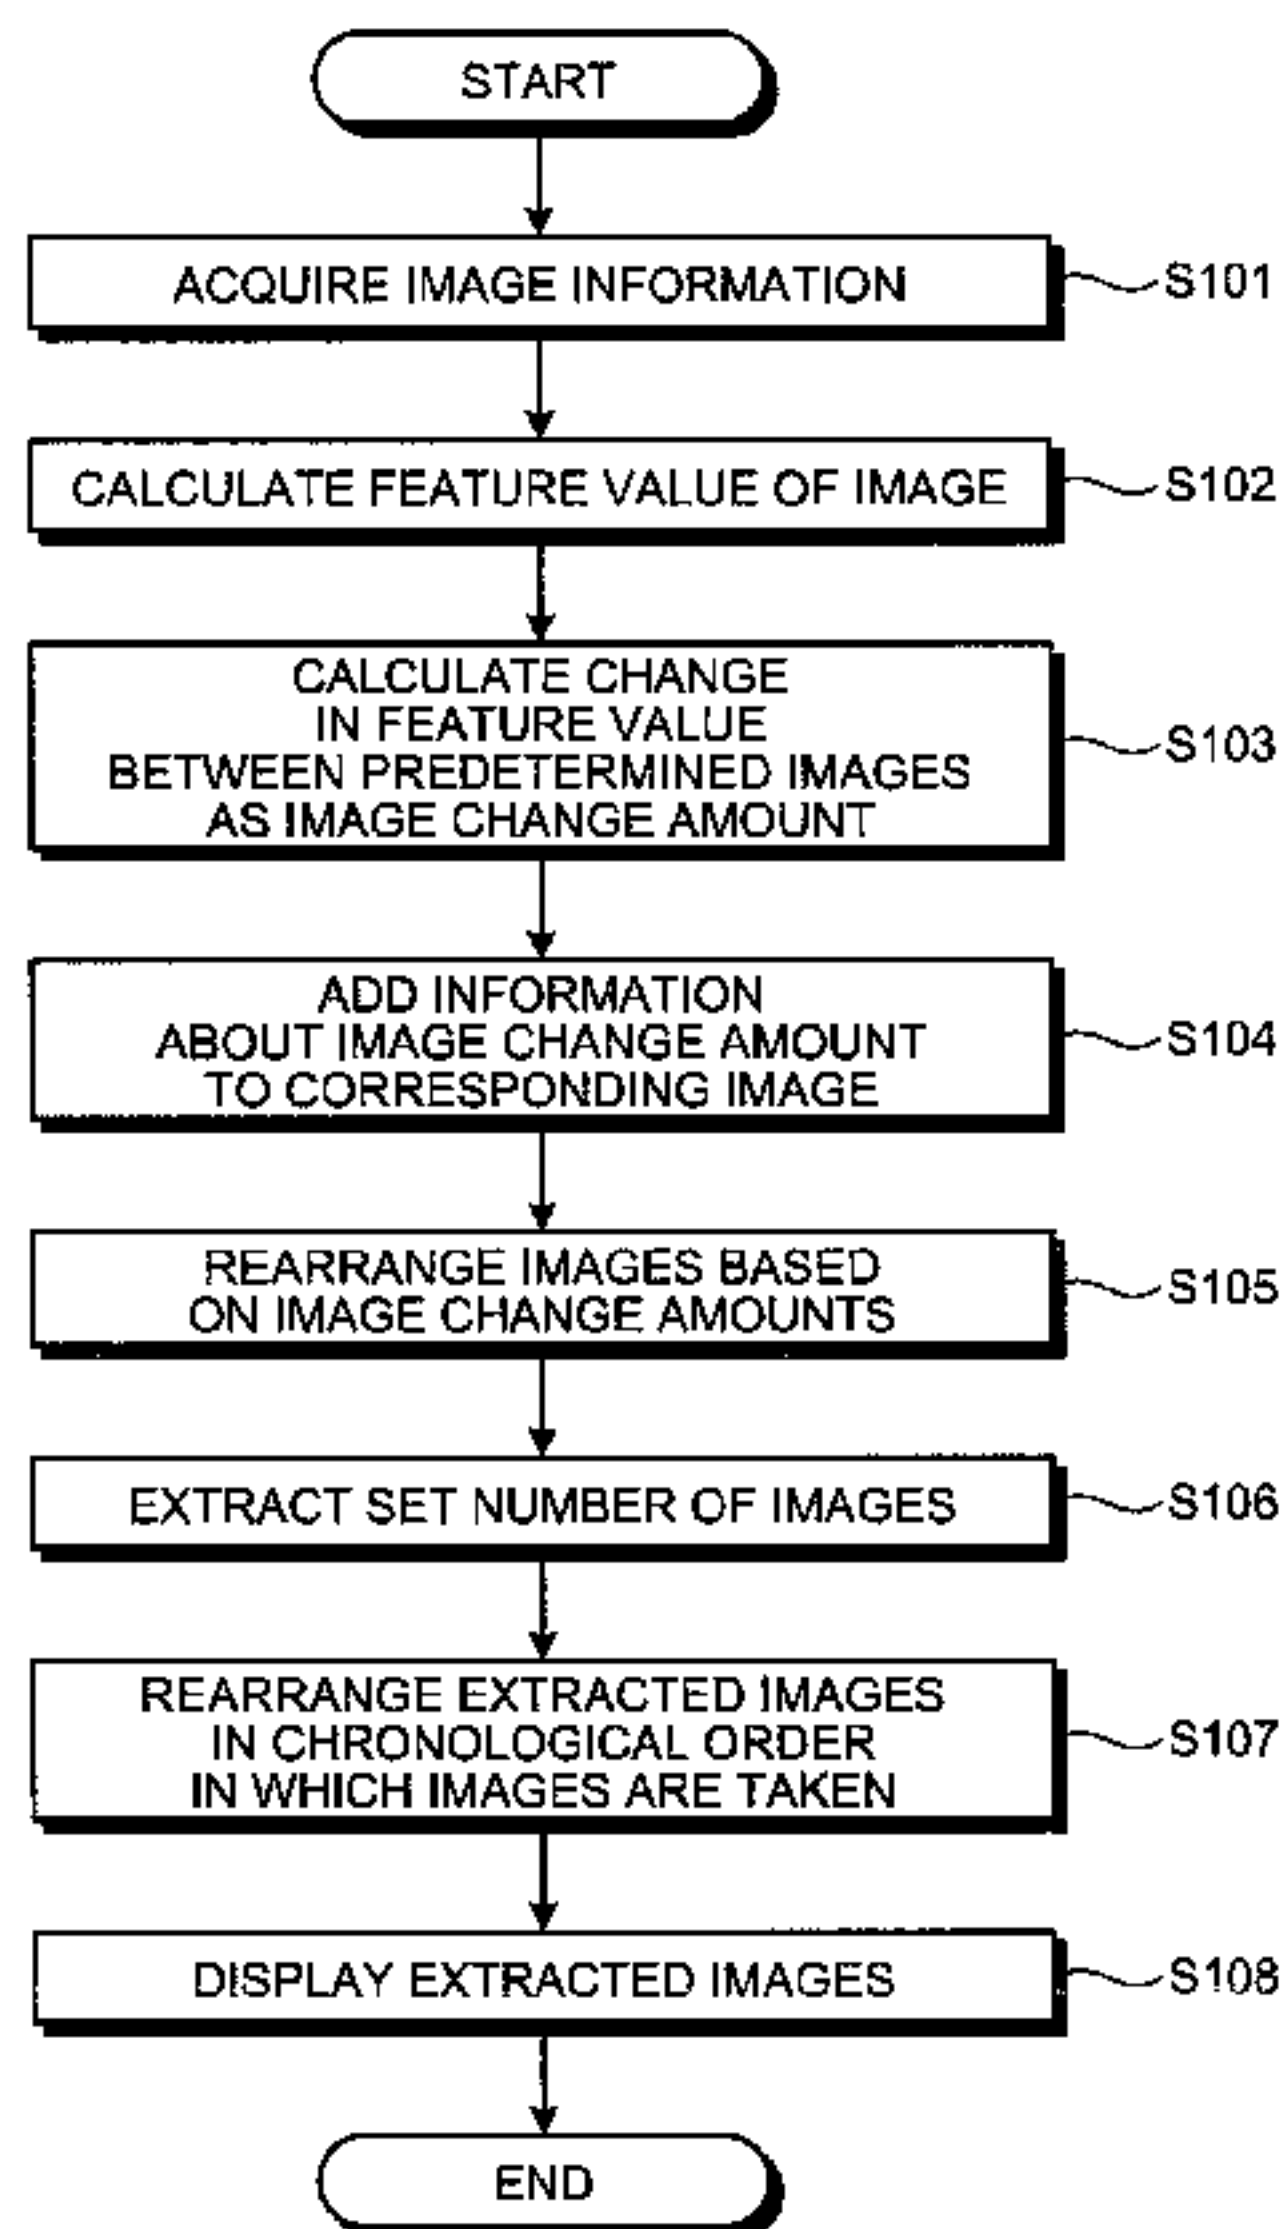 START
ACQUIRE IMAGE INFORMATION
S101
CALCULATE FEATURE VALUE OF IMAGE
S102
CALCULATE CHANGE
IN FEATURE VALUE
BETWEEN PREDETERMINED IMAGES
AS IMAGE CHANGE AMOUNT
S103
ADD INFORMATION
ABOUT IMAGE CHANGE AMOUNT
TO CORRESPONDING IMAGE
S104
REARRANGE IMAGES BASED
ON IMAGE CHANGE AMOUNTS
S105
EXTRACT SET NUMBER OF IMAGES
S106
REARRANGE EXTRACTED IMAGES
IN CHRONOLOGICAL ORDER
IN WHICH IMAGES ARE TAKEN
S107
DISPLAY EXTRACTED IMAGES
S108
END